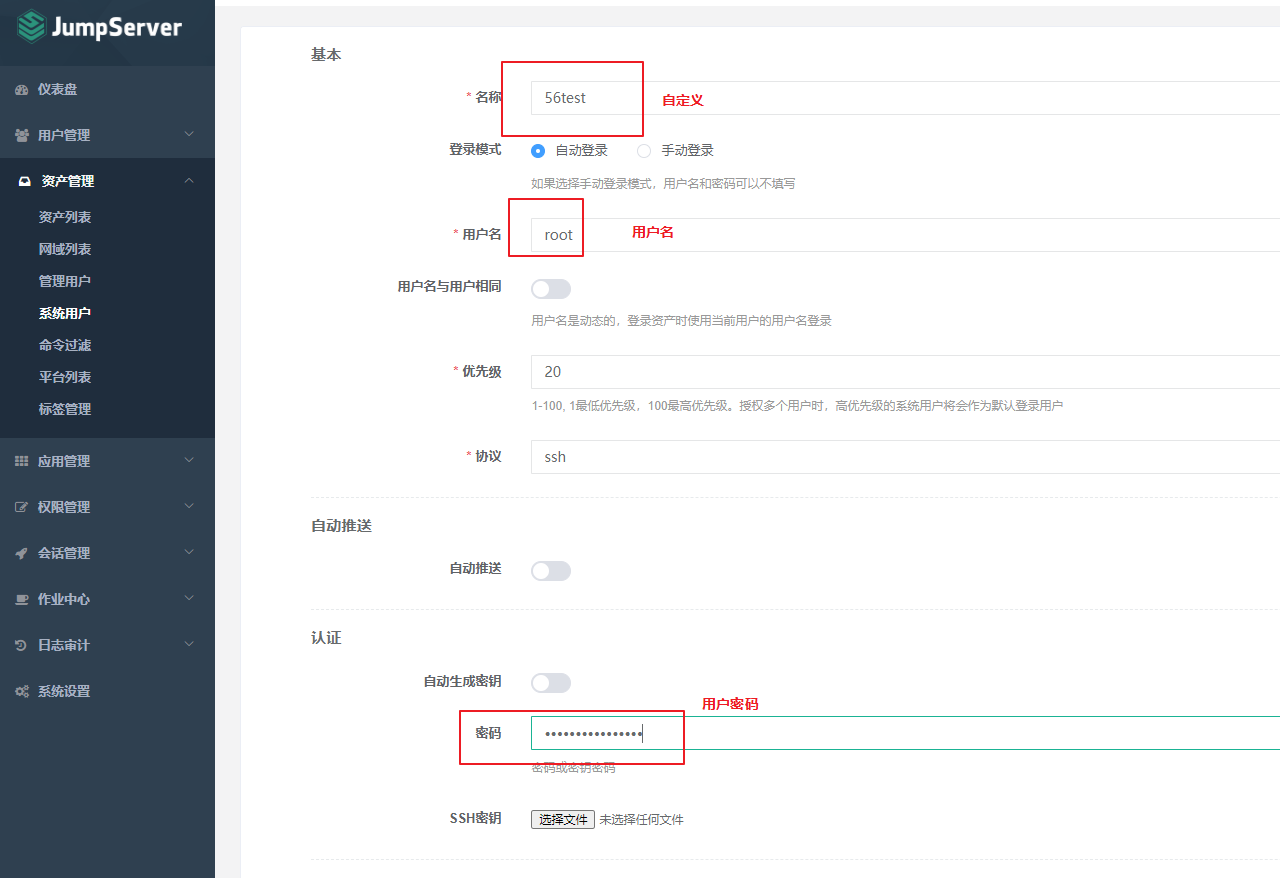 JumpServer
仪表盘
用户管理
资产管理
资产列表
网域列表
管理用户
系统用户
命令过滤
平台列表
标签管理
应用管理
权限管理
会话管理
作业中心
日志审计
系统设置
基本
* 名称 56test 自定义
登录模式 自动登录 手动登录
如果选择手动登录模式，用户名和密码可以不填写
* 用户名 root 用户名
用户名与用户相同
用户名是动态的，登录资产时使用当前用户的用户名登录
* 优先级 20
1-100, 1最低优先级，100最高优先级。授权多个用户时，高优先级的系统用户将会作为默认登录用户
* 协议 ssh
自动推送
自动推送
认证
自动生成密钥
用户密码
密码 ••••••••••••••••
密码或密钥密码
SSH密钥 选择文件 未选择任何文件